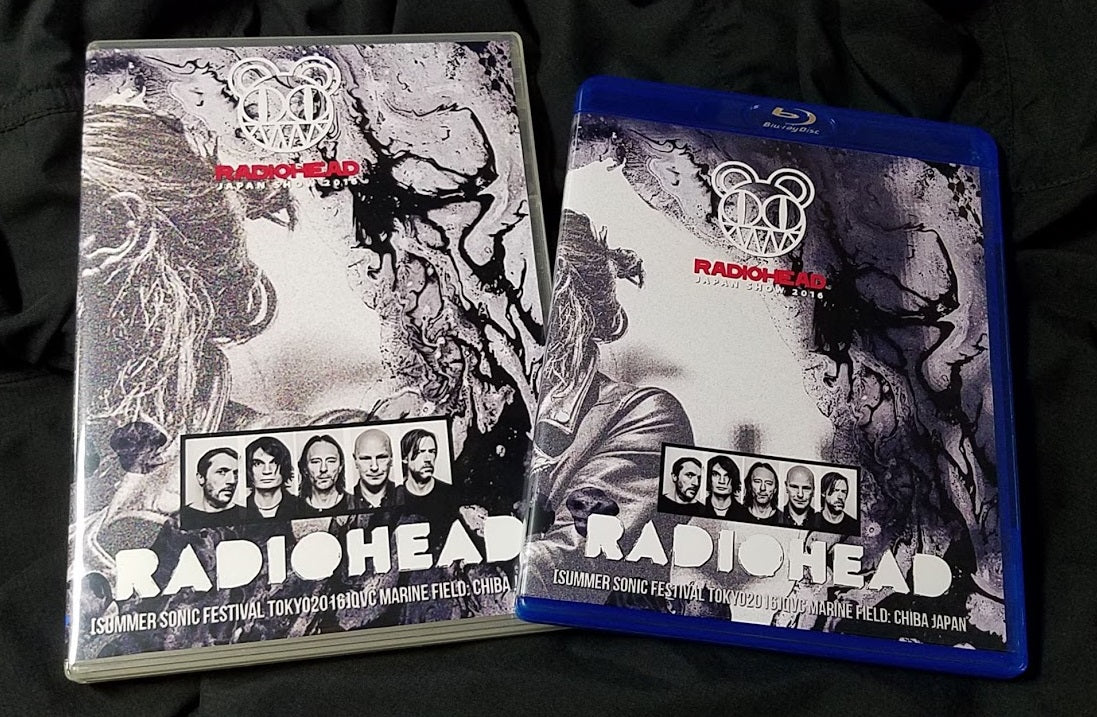 RADIOHEAD
JAPAN SHOW 2016
RADIOHEAD
[SUMMER SONIC FESTIVAL TOKYO2016]QVC MARINE FIELD: CHIBA
Blu-ray Disc
RADIOHEAD
JAPAN SHOW 2016
RADIOHEAD
[SUMMER SONIC FESTIVAL TOKYO2016]QVC MARINE FIELD: CHIBA JAPAN